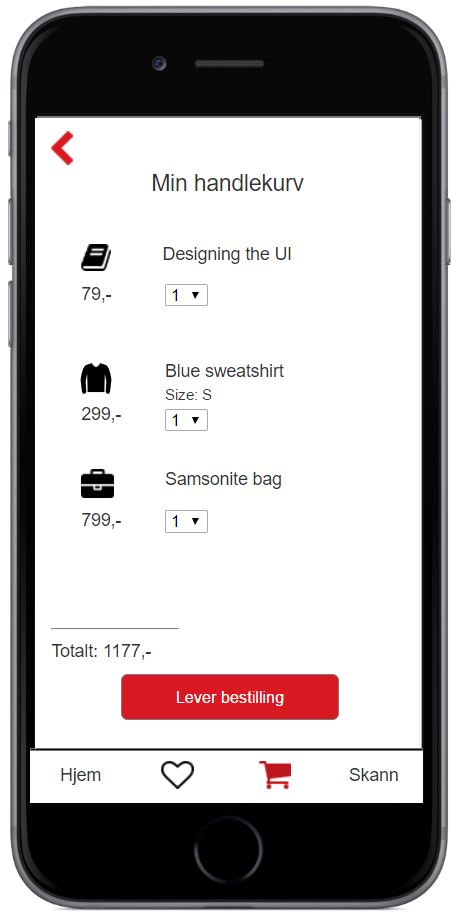 Min handlekurv
Designing the UI
79,-
1
Blue sweatshirt
Size: S
299,-
1
Samsonite bag
799,-
1
Totalt: 1177,-
Lever bestilling
Hjem
Skann